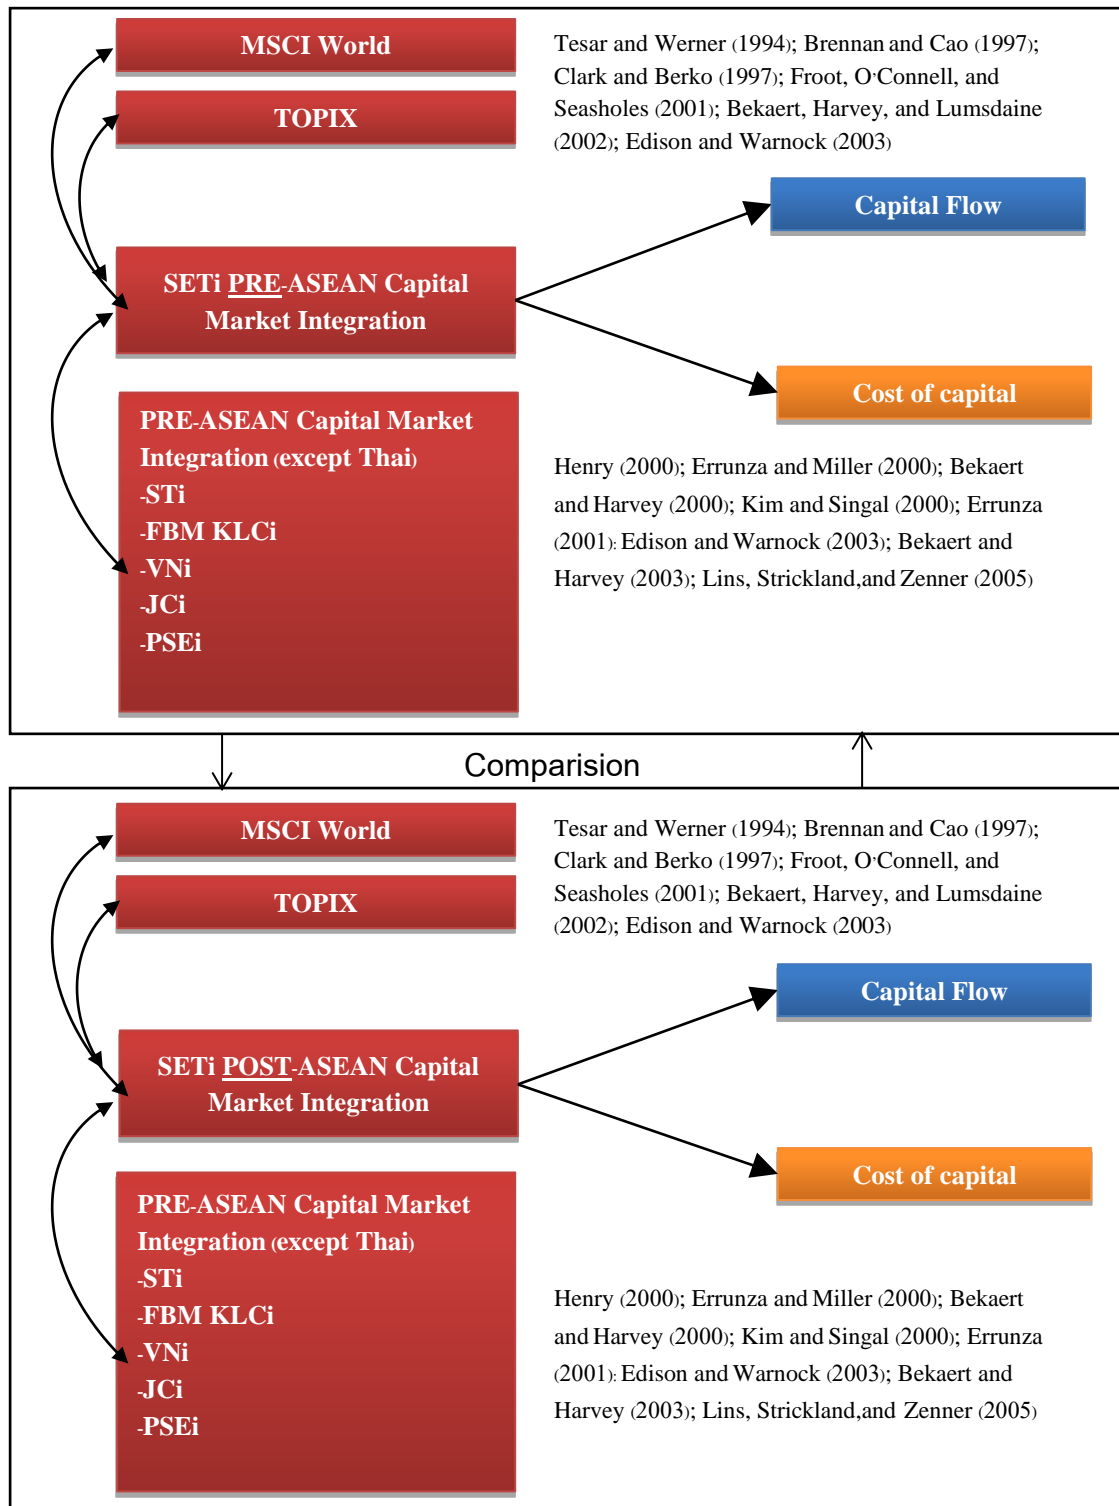 MSCI World
TOPIX
Tesar and Werner (1994); Brennan and Cao (1997);
Clark and Berko (1997); Froot, O'Connell, and
Seasholes (2001); Bekaert, Harvey, and Lumsdaine
(2002); Edison and Warnock (2003)
Capital Flow
SETi PRE-ASEAN Capital
Market Integration
Cost of capital
PRE-ASEAN Capital Market
Integration (except Thai)
-STi
-FBM KLCi
-VNi
-JCi
-PSEi
Henry (2000); Errunza and Miller (2000); Bekaert
and Harvey (2000); Kim and Singal (2000); Errunza
(2001): Edison and Warnock (2003); Bekaert and
Harvey (2003); Lins, Strickland,and Zenner (2005)
Comparision
MSCI World
TOPIX
Tesar and Werner (1994); Brennan and Cao (1997);
Clark and Berko (1997); Froot, O'Connell, and
Seasholes (2001); Bekaert, Harvey, and Lumsdaine
(2002); Edison and Warnock (2003)
Capital Flow
SETi POST-ASEAN Capital
Market Integration
Cost of capital
PRE-ASEAN Capital Market
Integration (except Thai)
-STi
-FBM KLCi
-VNi
-JCi
-PSEi
Henry (2000); Errunza and Miller (2000); Bekaert
and Harvey (2000); Kim and Singal (2000); Errunza
(2001): Edison and Warnock (2003); Bekaert and
Harvey (2003); Lins, Strickland,and Zenner (2005)